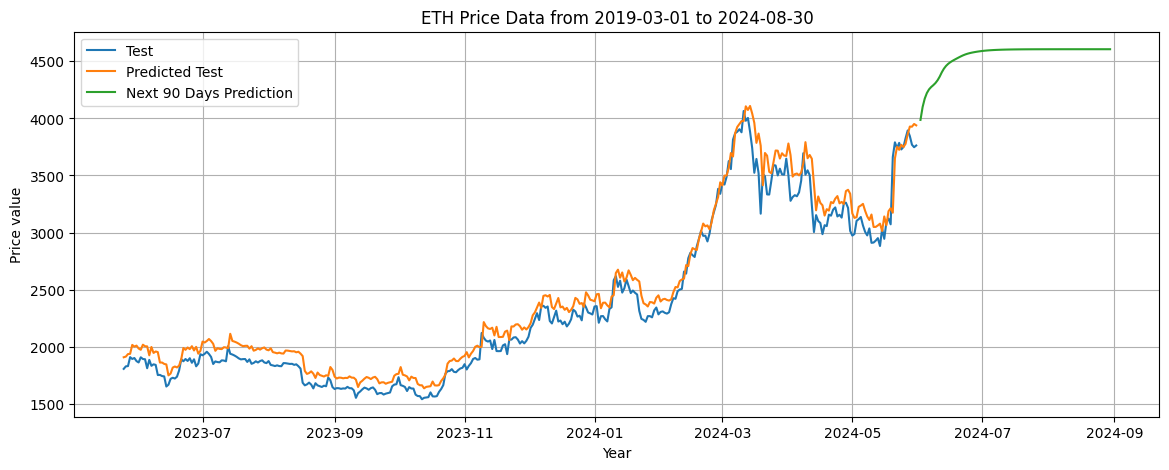 ETH Price Data from 2019-03-01 to 2024-08-30
Test
Predicted Test
Next 90 Days Prediction
Price value
4500
4000
3500
3000
2500
2000
1500
2023-07
2023-09
2023-11
2024-01
2024-03
2024-05
2024-07
2024-09
Year